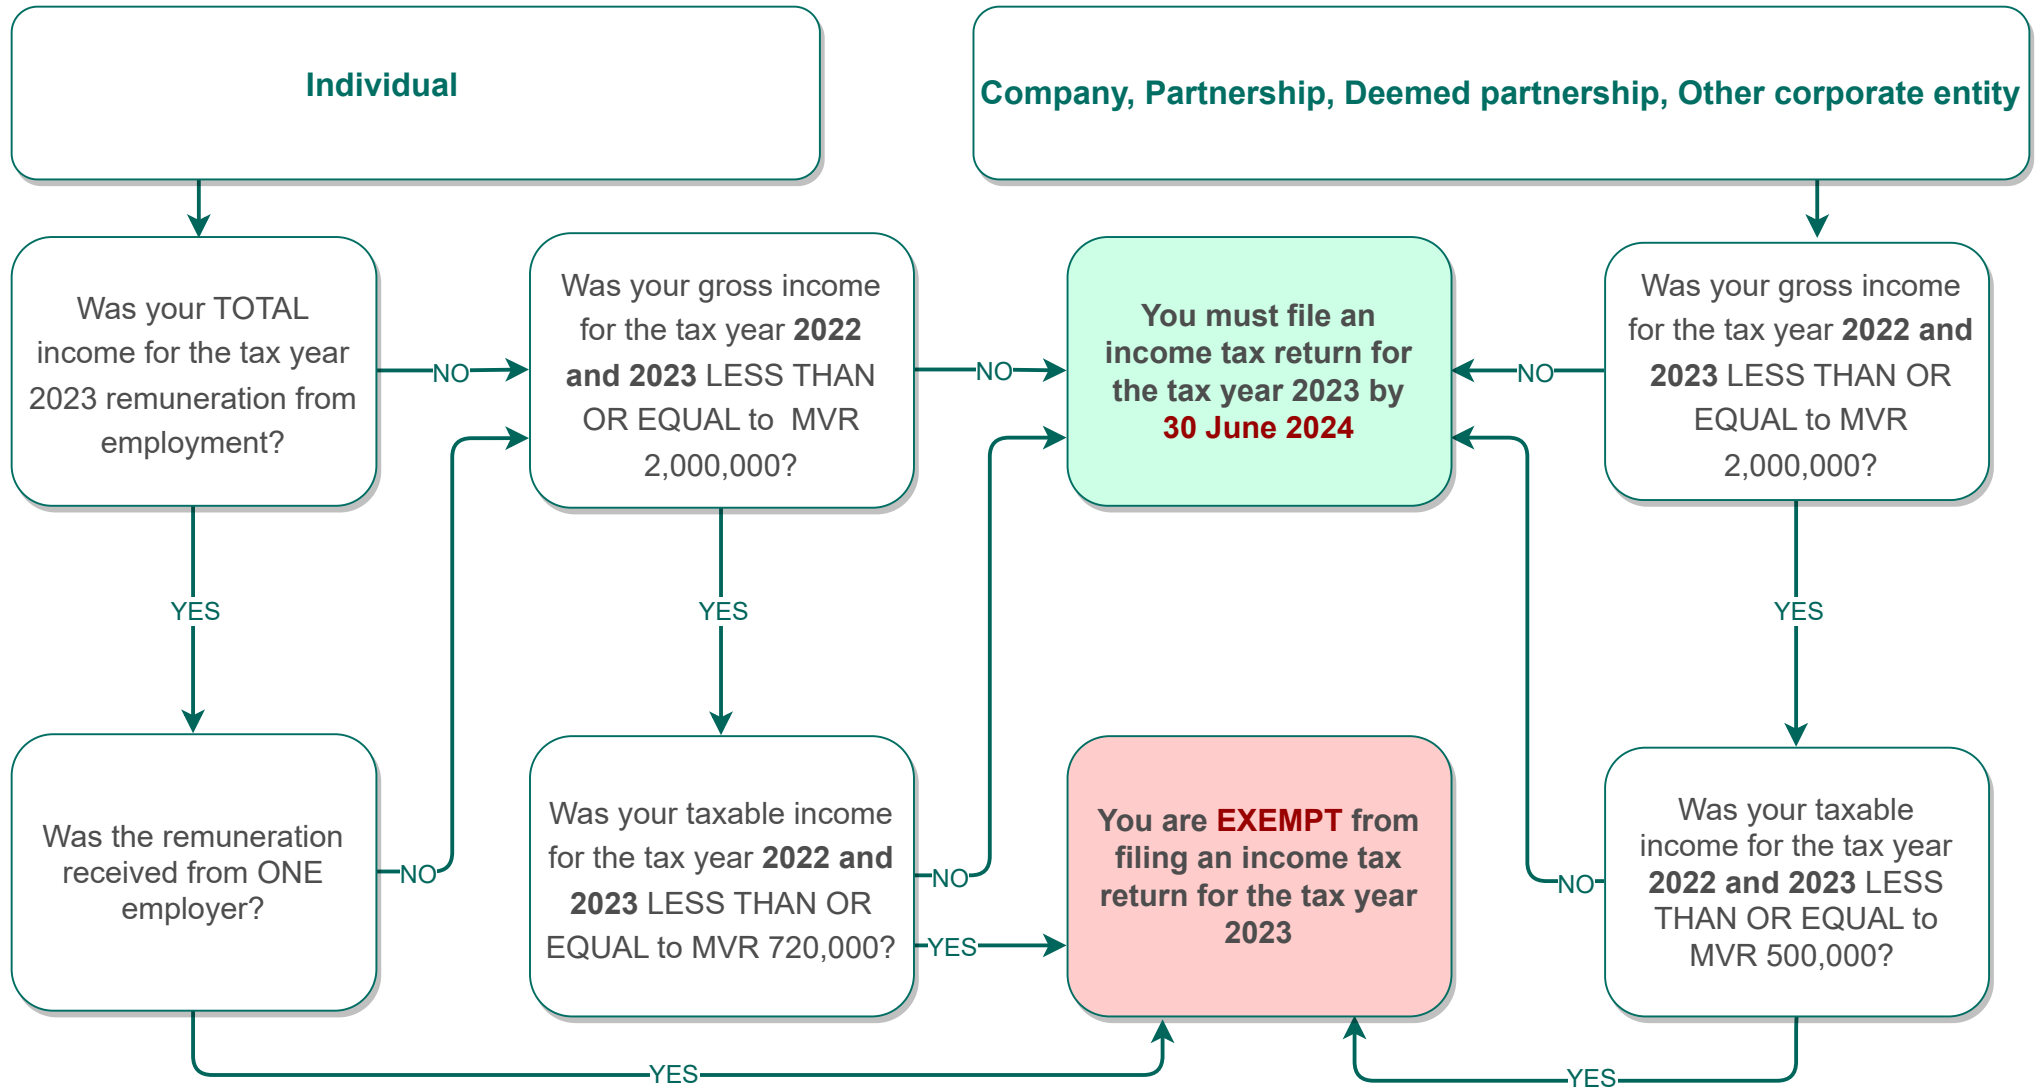 Individual
Company, Partnership, Deemed partnership, Other corporate entity
Was your TOTAL
income for the tax year
2023 remuneration from
employment?
NO
Was your gross income
for the tax year 2022
and 2023 LESS THAN
OR EQUAL to  MVR
2,000,000?
NO
You must file an
income tax return for
the tax year 2023 by
30 June 2024
NO
Was your gross income
for the tax year 2022 and
2023 LESS THAN OR
EQUAL to MVR
2,000,000?
YES
YES
YES
Was the remuneration
received from ONE
employer?
NO
Was your taxable income
for the tax year 2022 and
2023 LESS THAN OR
EQUAL to MVR 720,000?
NO
YES
You are EXEMPT from
filing an income tax
return for the tax year
2023
NO
Was your taxable
income for the tax year
2022 and 2023 LESS
THAN OR EQUAL to
MVR 500,000?
YES
YES